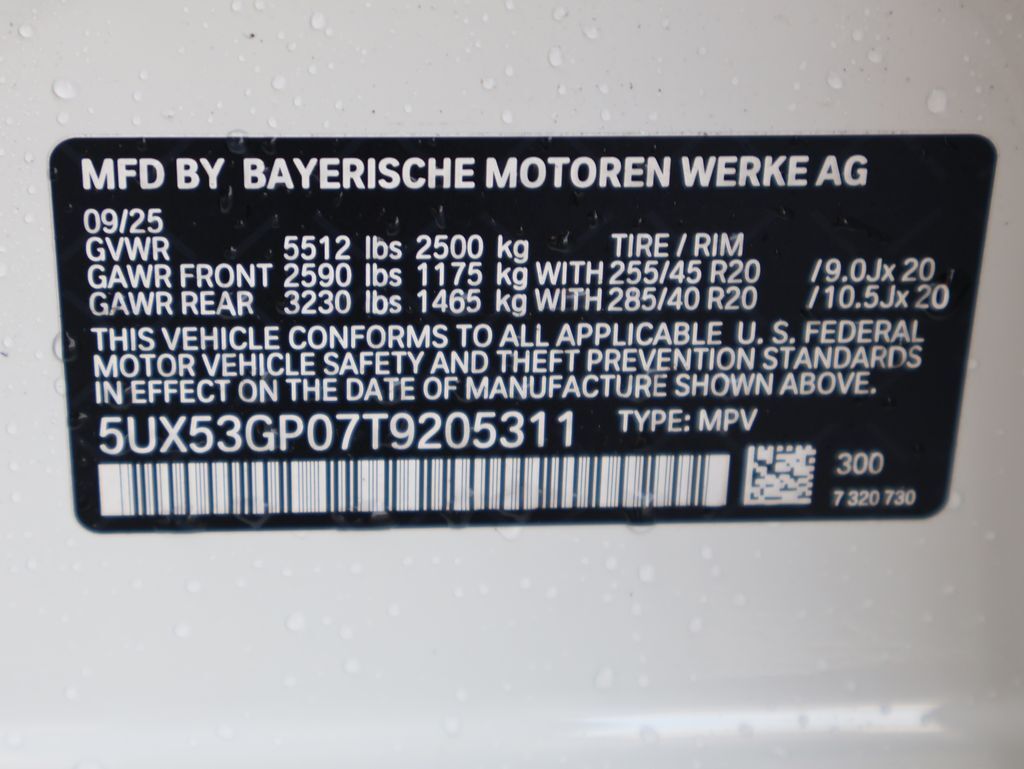 MFD BY BAYERISCHE MOTOREN WERKE AG
09/25
GVWR 5512 lbs 2500 kg TIRE / RIM
GAWR FRONT 2590 lbs 1175 kg WITH 255/45 R20 /9.0Jx 20
GAWR REAR 3230 lbs 1465 kg WITH 285/40 R20 /10.5Jx 20
THIS VEHICLE CONFORMS TO ALL APPLICABLE U. S. FEDERAL
MOTOR VEHICLE SAFETY AND THEFT PREVENTION STANDARDS
IN EFFECT ON THE DATE OF MANUFACTURE SHOWN ABOVE.
5UX53GP07T9205311 TYPE: MPV
300
7 320 730